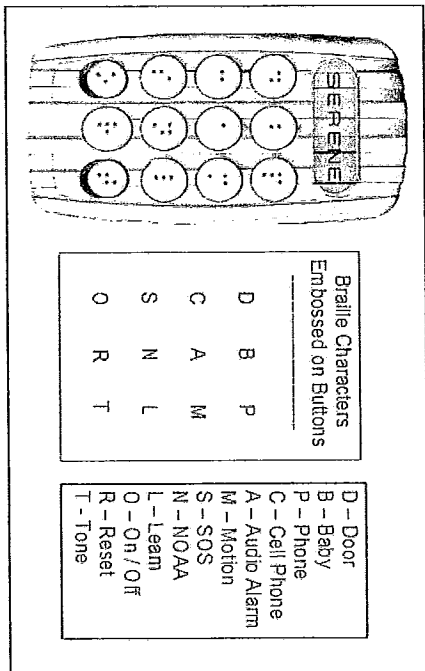 SERENE
Braille Characters
Embossed on Buttons
D B P
C A M
S N L
O R T
D – Door
B – Baby
P – Phone
C – Cell Phone
A – Audio Alarm
M – Motion
S – SOS
N – NOAA
L – Learn
O – On / Off
R – Reset
T – Tone